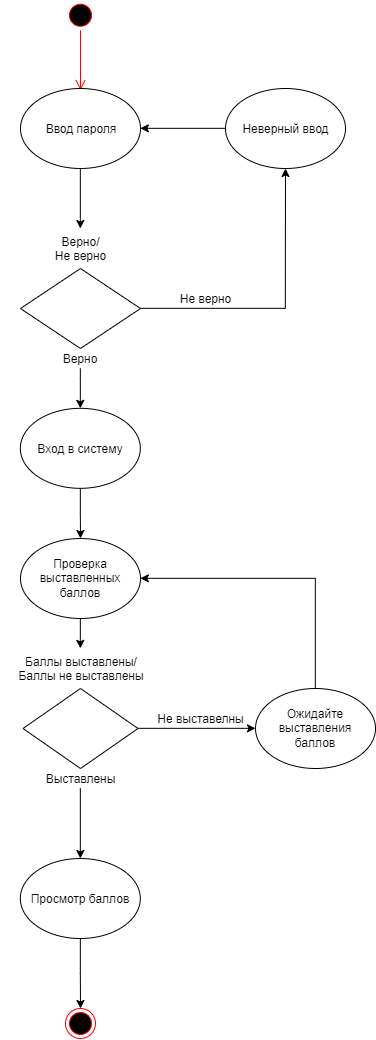 Ввод пароля
Неверный ввод
Верно/
Не верно
Не верно
Верно
Вход в систему
Проверка
выставленных
баллов
Баллы выставлены/
Баллы не выставлены
Не выставелны
Ожидайте
выставления
баллов
Выставлены
Просмотр баллов